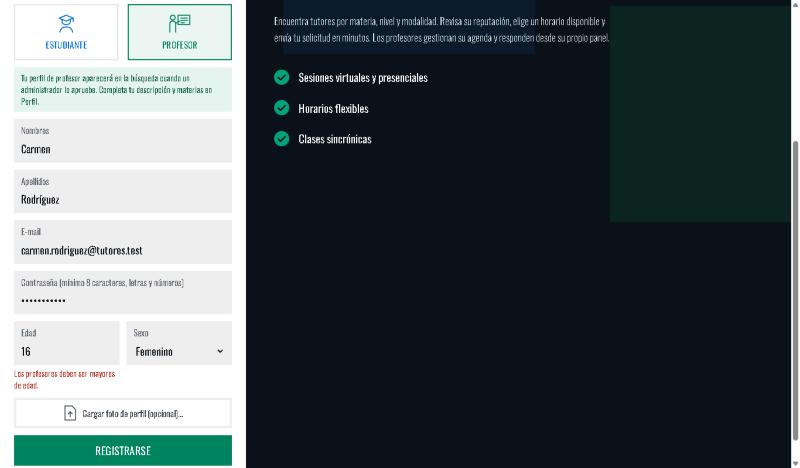 ESTUDIANTE
PROFESOR
Tu perfil de profesor aparecerá en la búsqueda cuando un
administrador lo apruebe. Completa tu descripción y materias en
Perfil.
Nombres
Carmen
Apellidos
Rodríguez
E-mail
carmen.rodriguez@tutores.test
Contraseña (mínimo 8 caracteres, letras y números)
•••••••••••
Edad
16
Sexo
Femenino
Los profesores deben ser mayores
de edad.
Cargar foto de perfil (opcional)...
REGISTRARSE
Encuentra tutores por materia, nivel y modalidad. Revisa su reputación, elige un horario disponible y
envía tu solicitud en minutos. Los profesores gestionan su agenda y responden desde su propio panel.
Sesiones virtuales y presenciales
Horarios flexibles
Clases sincrónicas